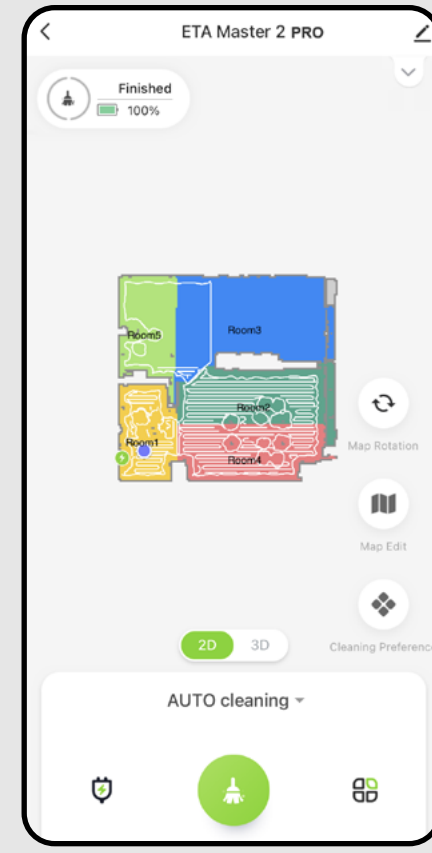 ETA Master 2 PRO
Finished
100%
Room5
Room3
Room2
Room1
Room4
Map Rotation
Map Edit
2D 3D
Cleaning Preference
AUTO cleaning